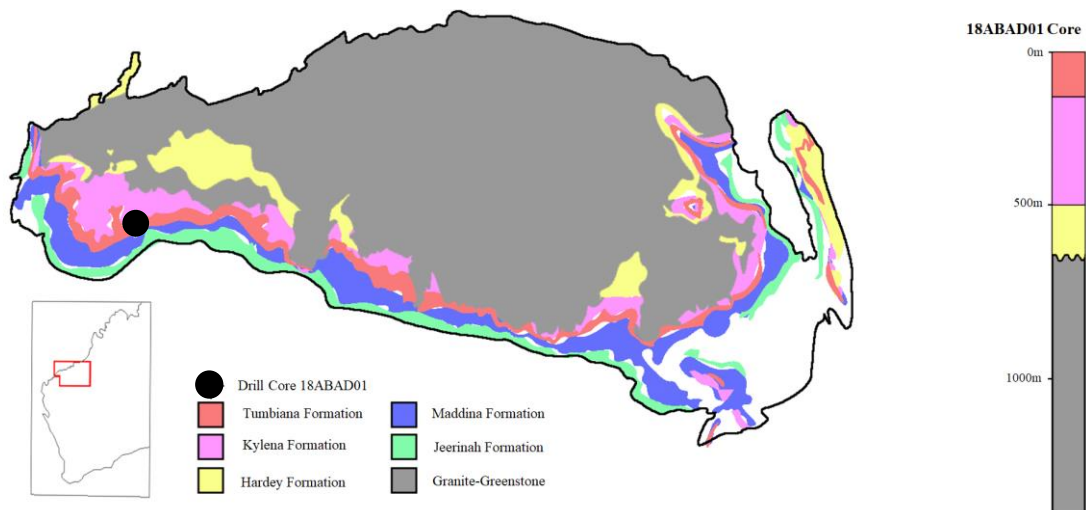 18ABAD01 Core
0m
500m
1000m
Drill Core 18ABAD01
Tumbiana Formation
Maddina Formation
Kylena Formation
Jeerinah Formation
Hardey Formation
Granite-Greenstone